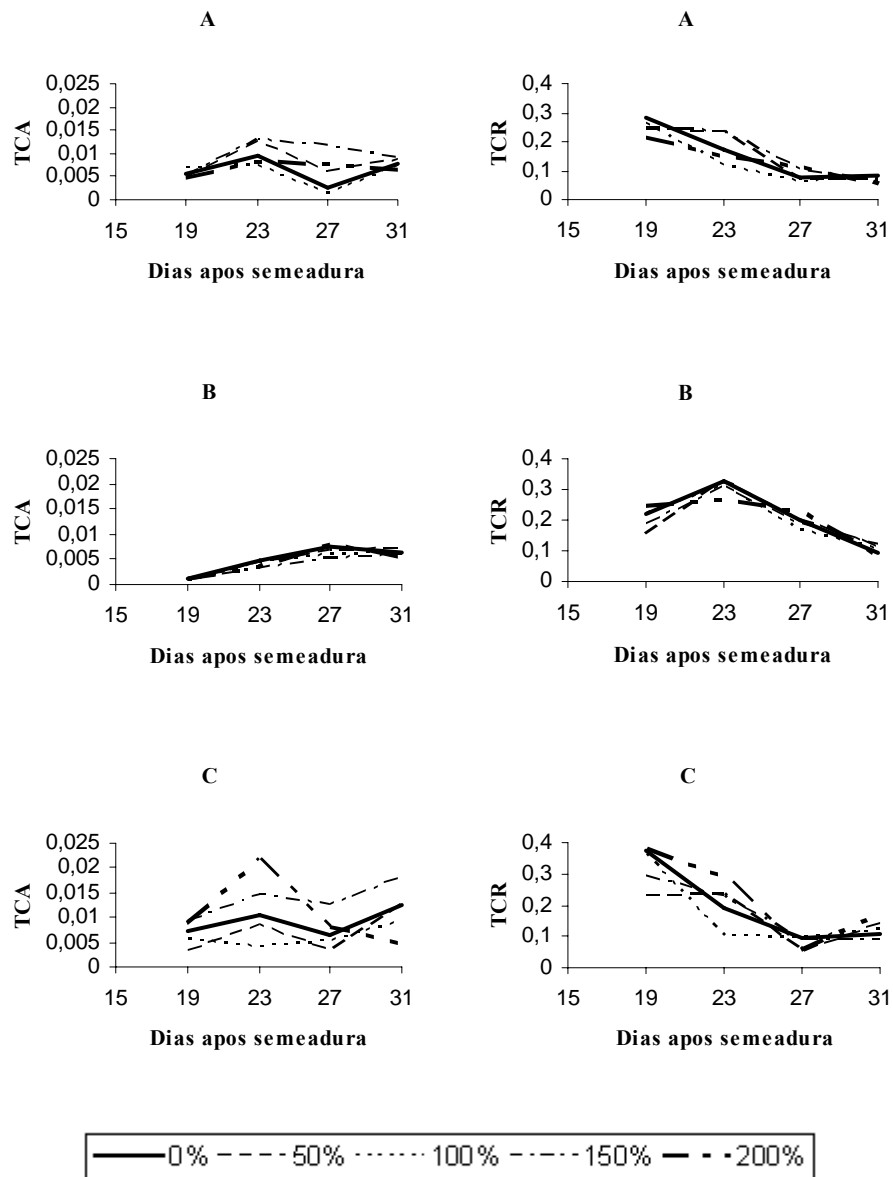 A
TCA
0,025
0,02
0,015
0,01
0,005
0
15 19 23 27 31
Dias apos semeadura
A
TCR
0,4
0,3
0,2
0,1
0
15 19 23 27 31
Dias apos semeadura
B
TCA
0,025
0,02
0,015
0,01
0,005
0
15 19 23 27 31
Dias apos semeadura
B
TCR
0,4
0,3
0,2
0,1
0
15 19 23 27 31
Dias apos semeadura
C
TCA
0,025
0,02
0,015
0,01
0,005
0
15 19 23 27 31
Dias apos semeadura
C
TCR
0,4
0,3
0,2
0,1
0
15 19 23 27 31
Dias apos semeadura
0% 50% 100% 150% 200%